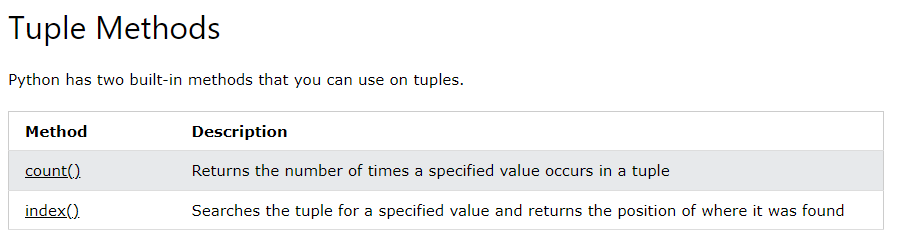 Tuple Methods
Python has two built-in methods that you can use on tuples.
Method Description
count() Returns the number of times a specified value occurs in a tuple
index() Searches the tuple for a specified value and returns the position of where it was found